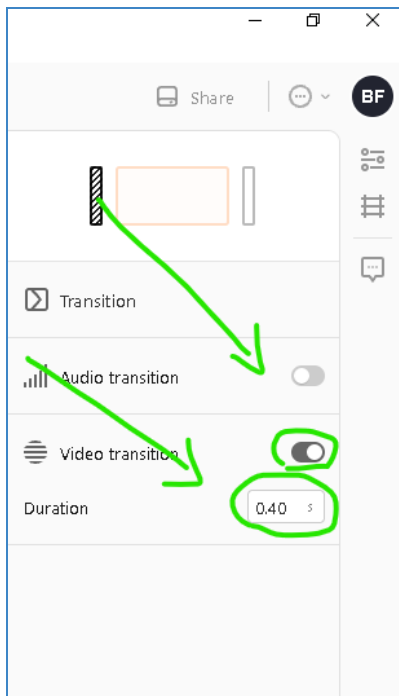 Share
BF
Transition
Audio transition
Video transition
Duration
0.40 s